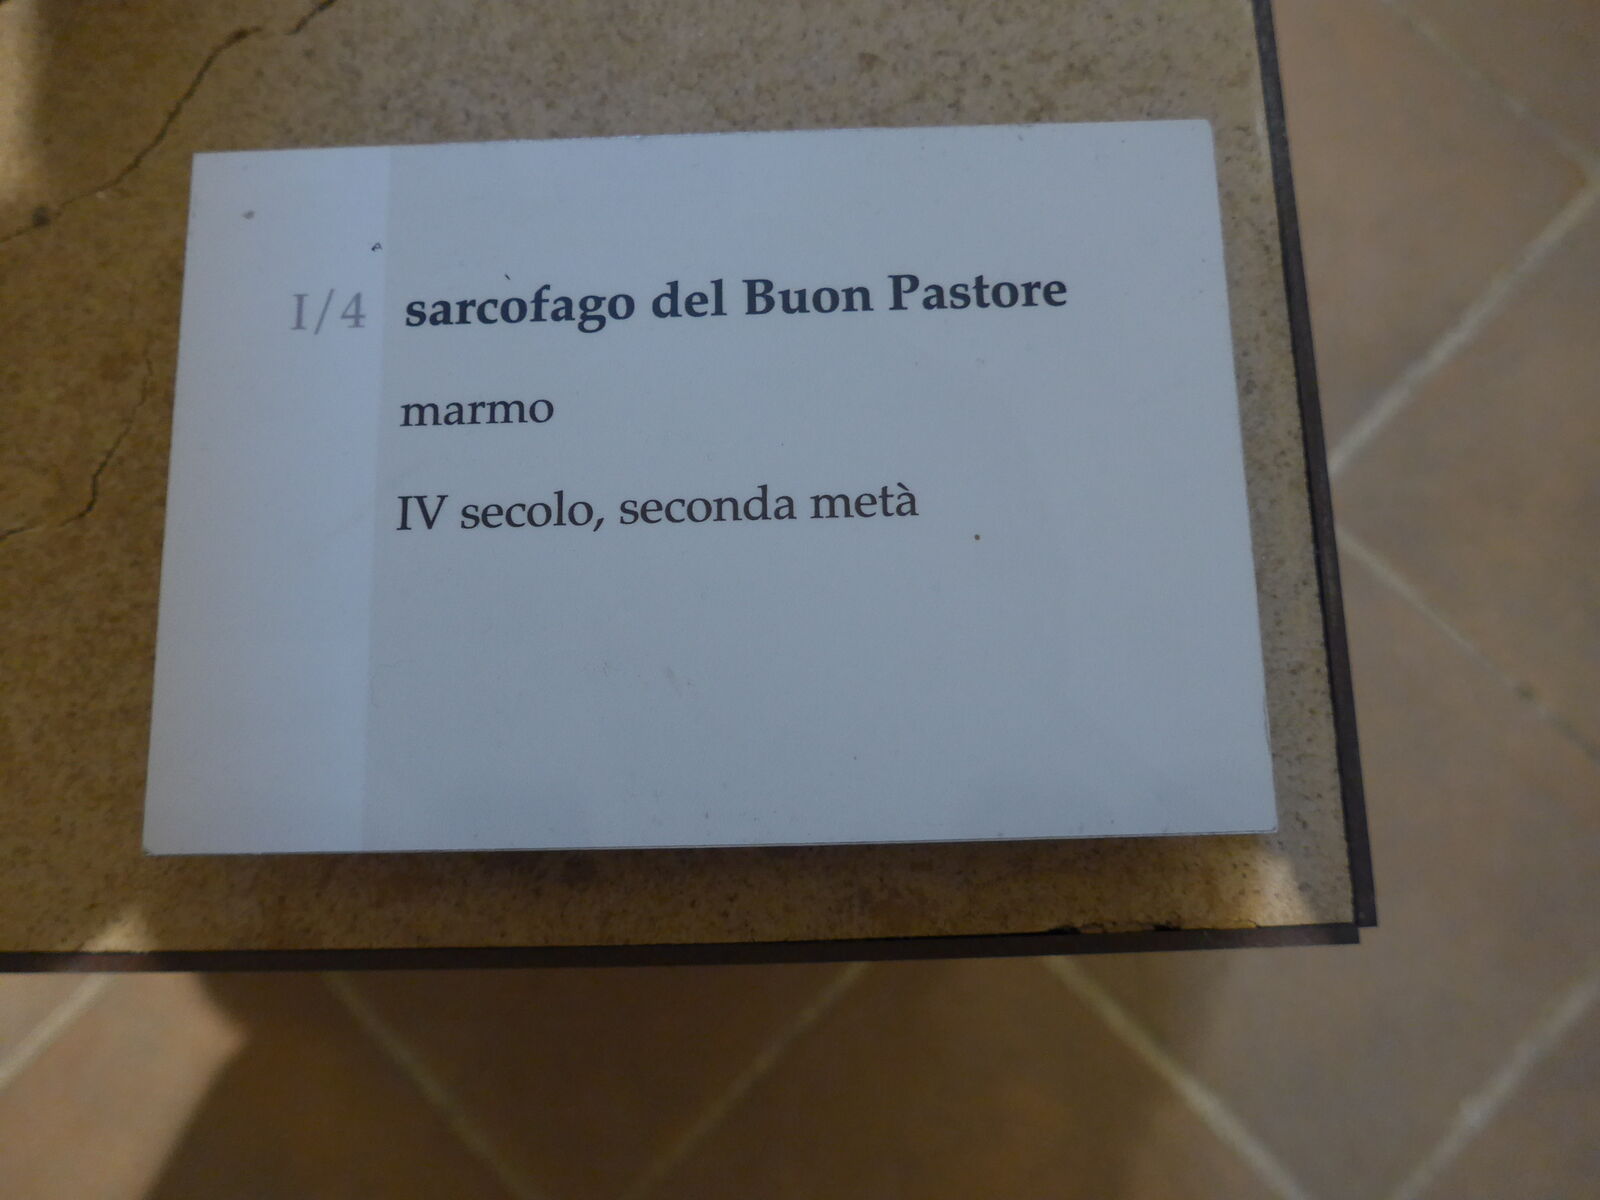 I/4 sarcofago del Buon Pastore
marmo
IV secolo, seconda metà